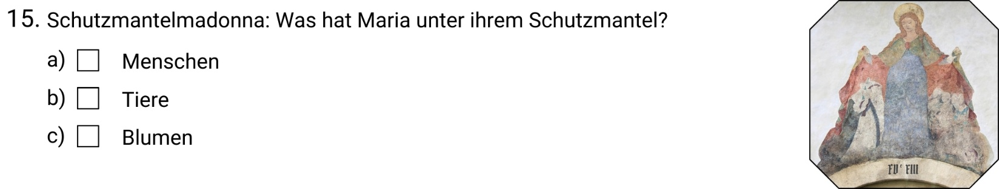 15. Schutzmantelmadonna: Was hat Maria unter ihrem Schutzmantel?
a) Menschen
b) Tiere
c) Blumen